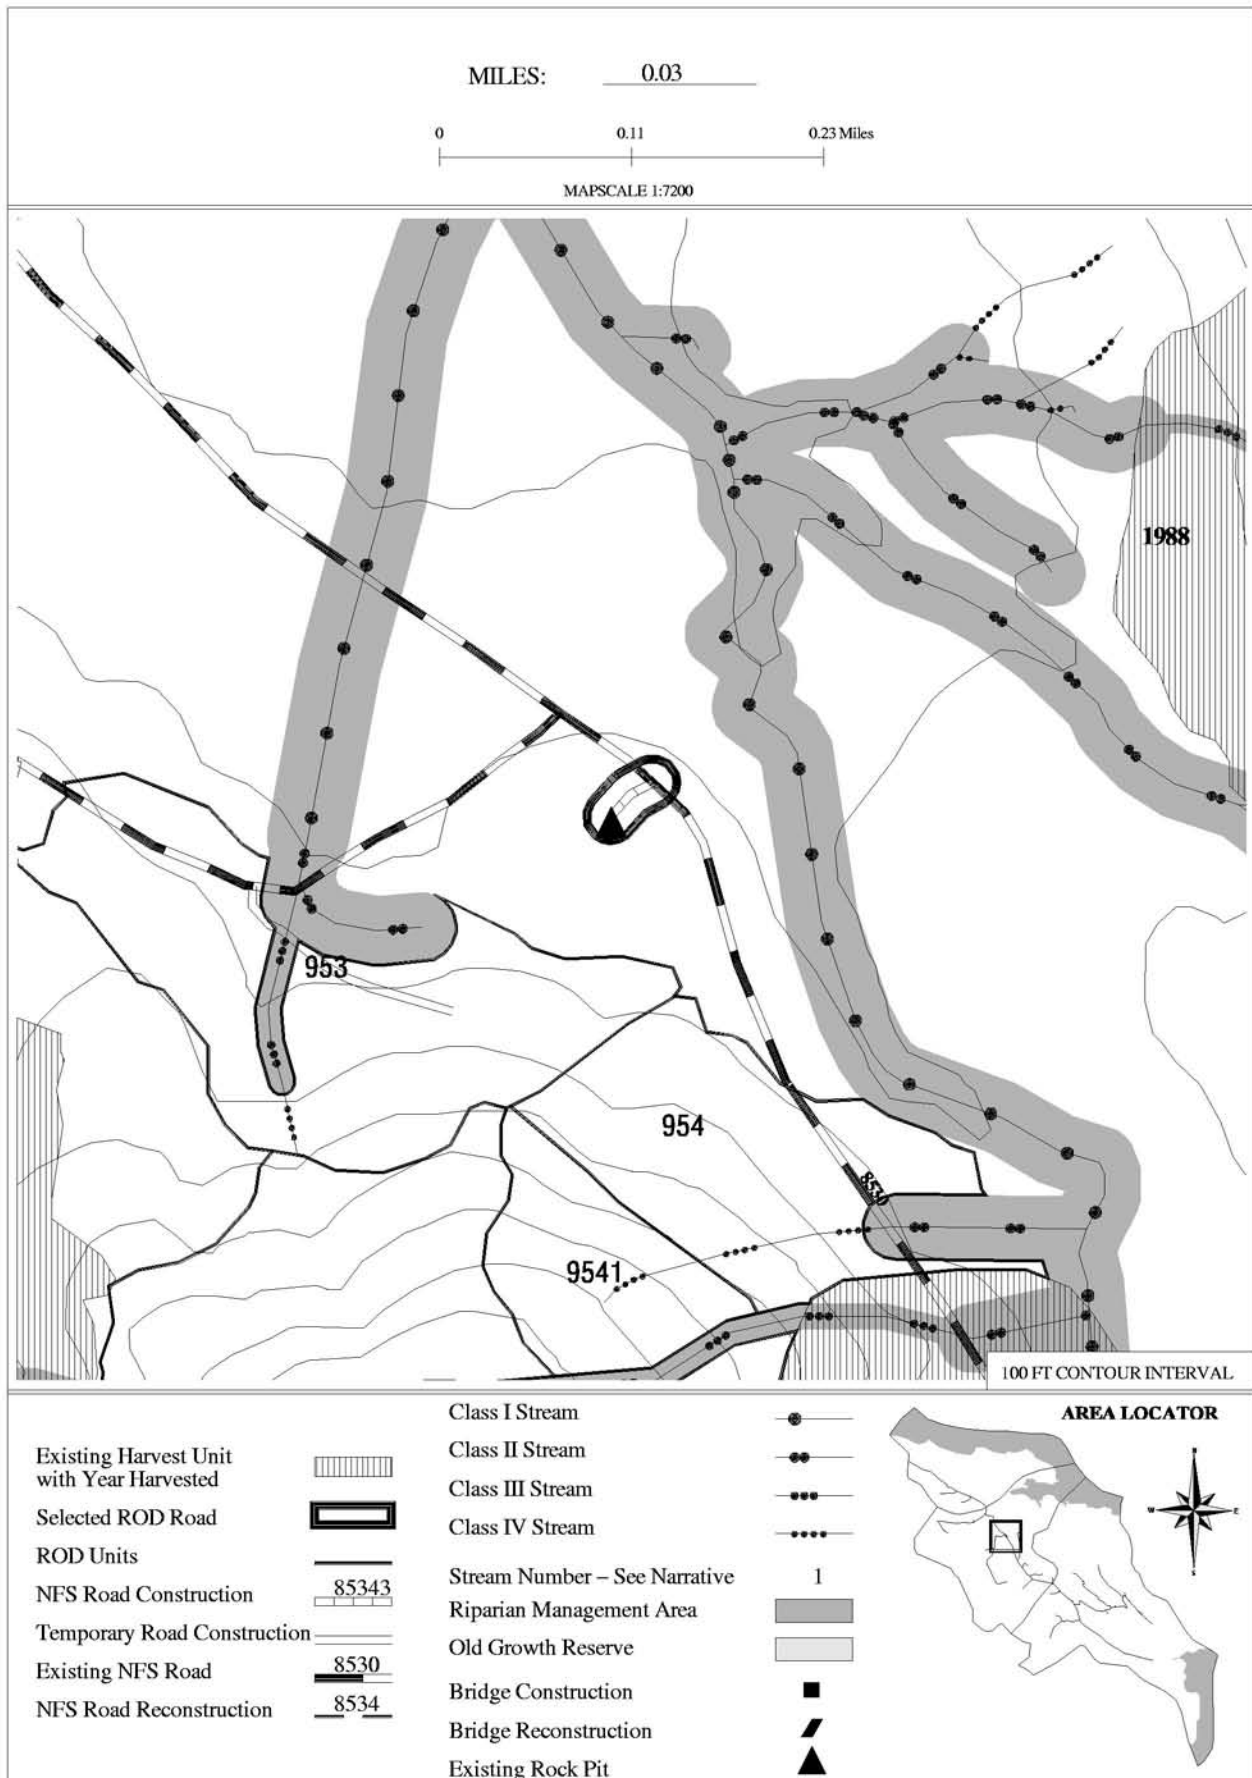 MILES: 0.03
0 0.11 0.23 Miles
MAPSCALE 1:7200
1988
953
954
8530
9541
100 FT CONTOUR INTERVAL
Existing Harvest Unit
with Year Harvested
Selected ROD Road
ROD Units
NFS Road Construction 85343
Temporary Road Construction
Existing NFS Road 8530
NFS Road Reconstruction 8534
Class I Stream
Class II Stream
Class III Stream
Class IV Stream
Stream Number – See Narrative 1
Riparian Management Area
Old Growth Reserve
Bridge Construction
Bridge Reconstruction
Existing Rock Pit
AREA LOCATOR
N
W E
S